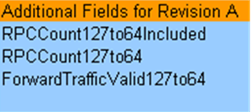 Additional Fields for Revision A
RPCCount127to64Included
RPCCount127to64
ForwardTrafficValid127to64